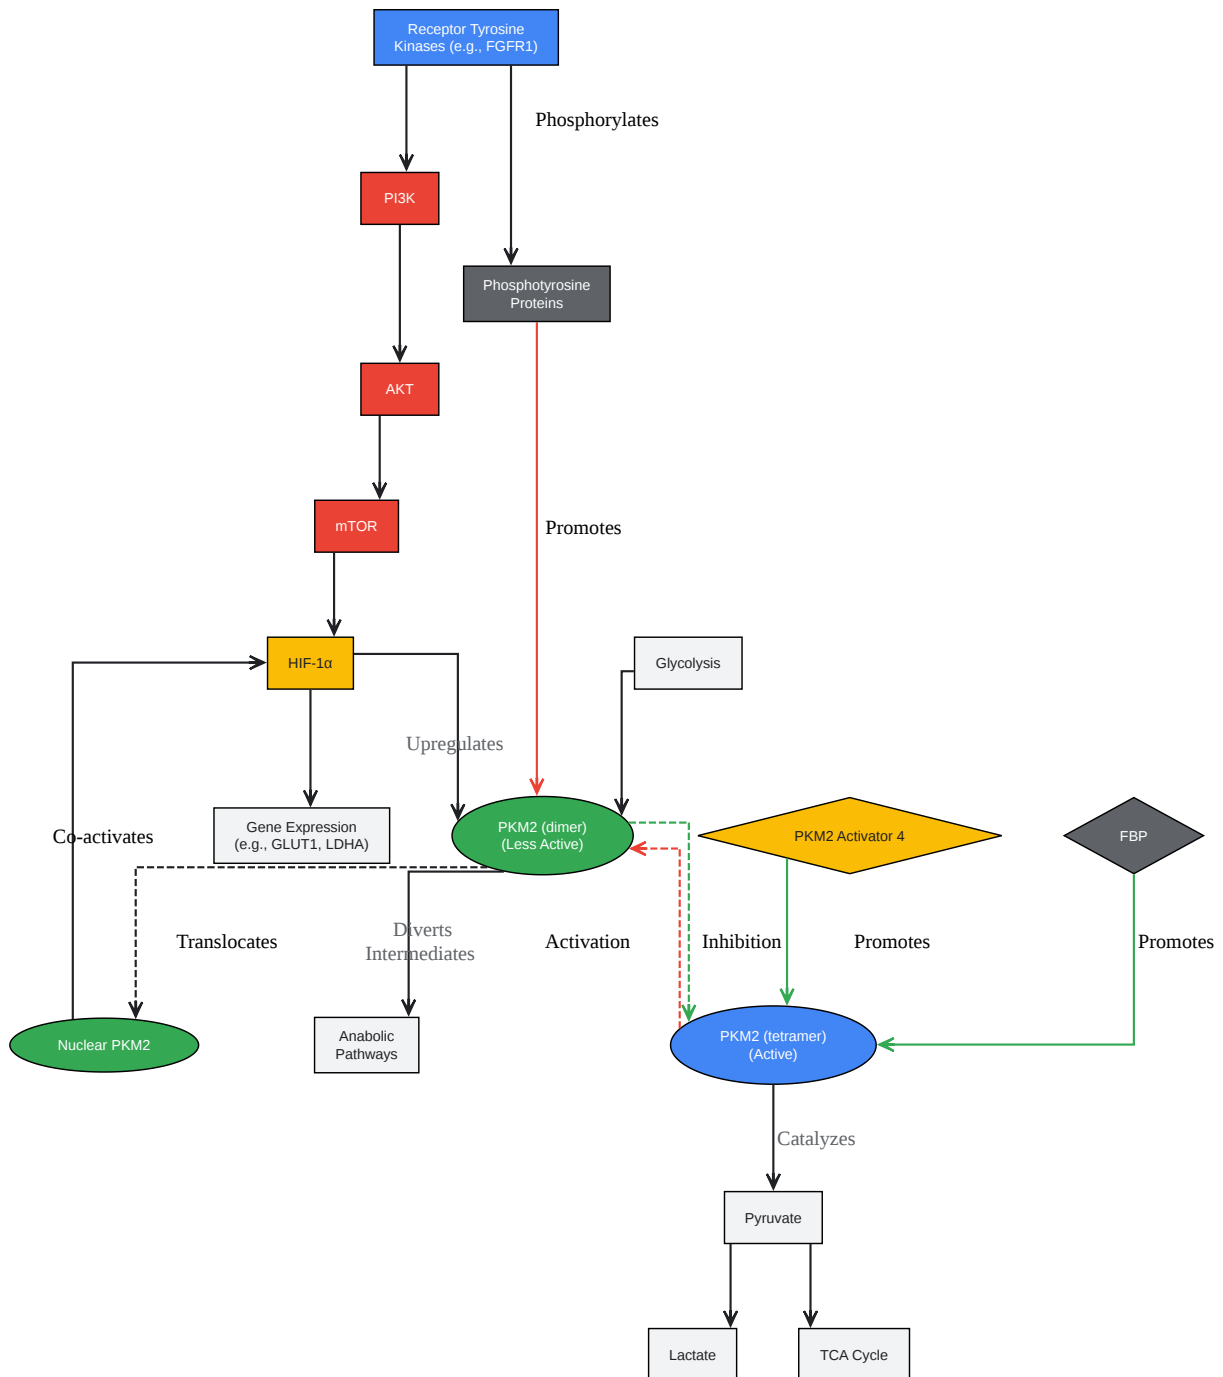 Receptor Tyrosine
Kinases (e.g., FGFR1)
Phosphorylates
PI3K
Phosphotyrosine
Proteins
AKT
mTOR
Promotes
HIF-1α
Glycolysis
Upregulates
Co-activates
Gene Expression
(e.g., GLUT1, LDHA)
PKM2 (dimer)
(Less Active)
PKM2 Activator 4
FBP
Translocates
Diverts
Intermediates
Activation
Inhibition
Promotes
Promotes
Nuclear PKM2
Anabolic
Pathways
PKM2 (tetramer)
(Active)
Catalyzes
Pyruvate
Lactate
TCA Cycle